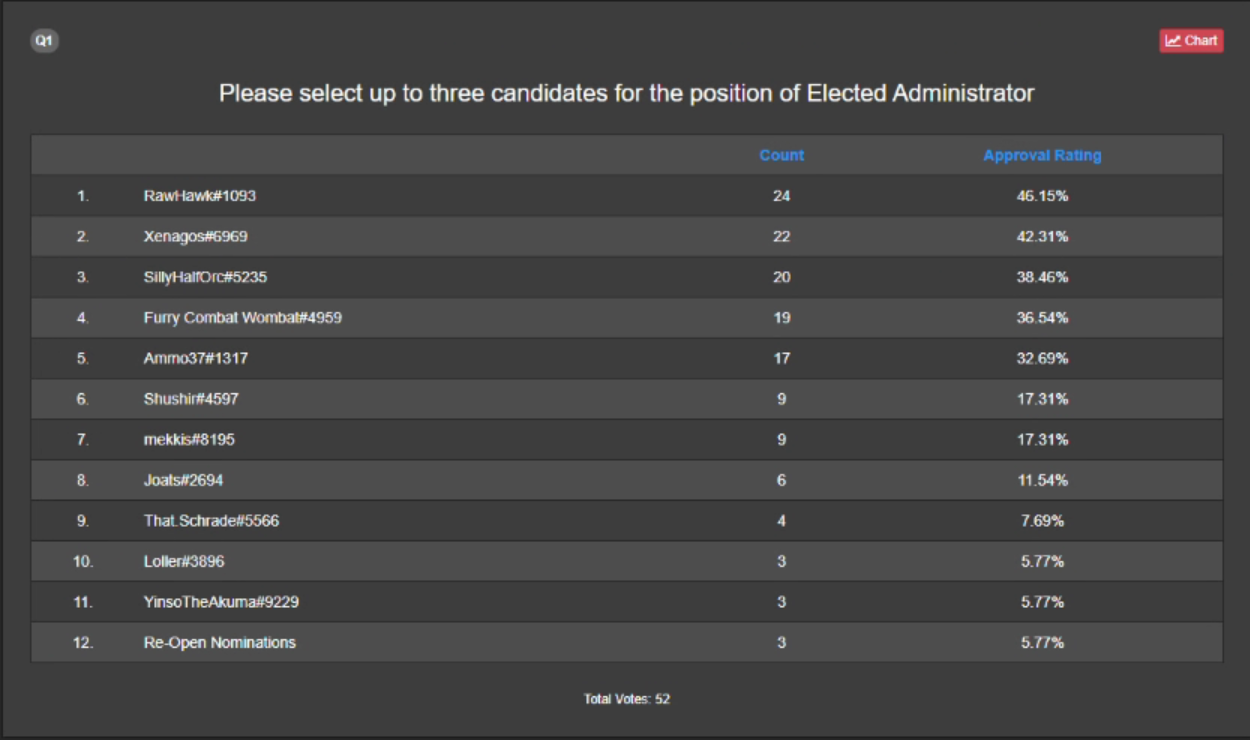 Q1
Chart
Please select up to three candidates for the position of Elected Administrator
Count Approval Rating
1. RawHawk#1093 24 46.15%
2. Xenagos#6969 22 42.31%
3. SillyHalfOrc#5235 20 38.46%
4. Furry Combat Wombat#4959 19 36.54%
5. Ammo37#1317 17 32.69%
6. Shushir#4597 9 17.31%
7. mekkis#8195 9 17.31%
8. Joats#2694 6 11.54%
9. That.Schrade#5566 4 7.69%
10. Loller#3896 3 5.77%
11. YinsoTheAkuma#9229 3 5.77%
12. Re-Open Nominations 3 5.77%
Total Votes: 52